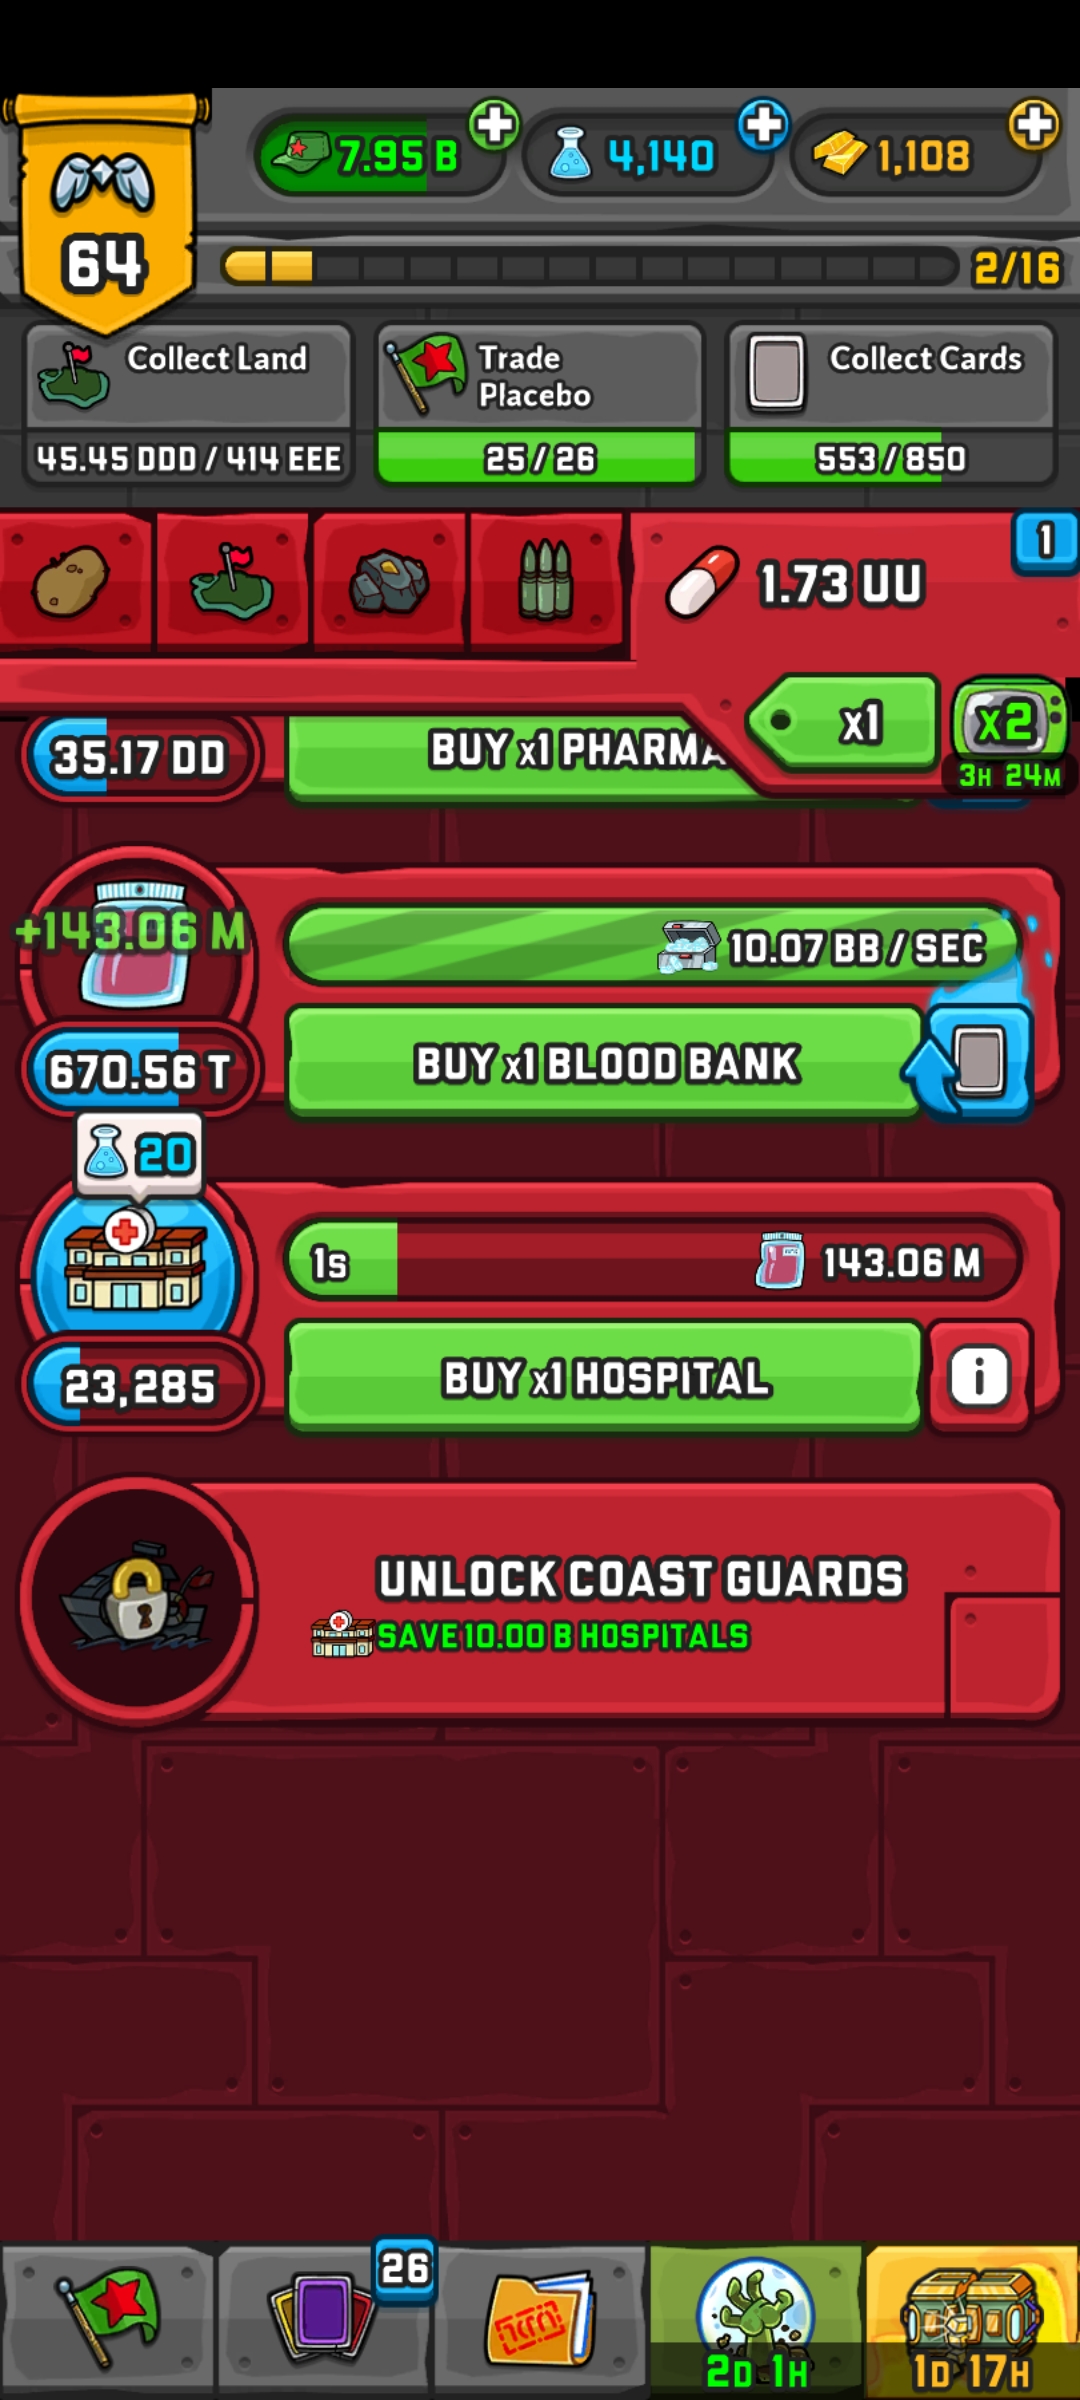 7.95 B
4,140
1,108
64
2/16
Collect Land
Trade
Placebo
Collect Cards
45.45 DDD / 414 EEE
25 / 26
553 / 850
1.73 UU
1
x1
x2
3H 24M
35.17 DD
BUY x1 PHARMA
+143.06 M
10.07 BB / SEC
670.56 T
BUY x1 BLOOD BANK
20
1s
143.06 M
23,285
BUY x1 HOSPITAL
i
UNLOCK COAST GUARDS
SAVE 10.00 B HOSPITALS
26
2D 1H
1D 17H